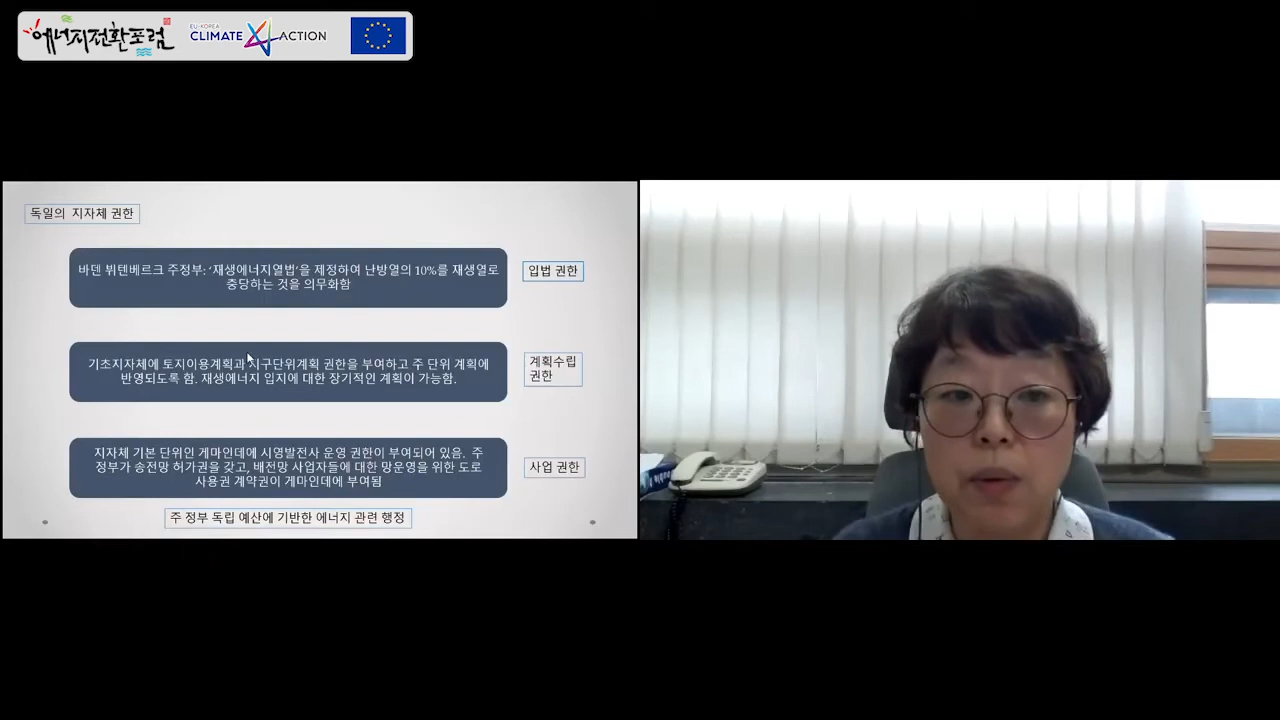 에너지전환포럼
EU-KOREA
CLIMATE ACTION
독일의 지자체 권한
바덴 뷔텐베르크 주정부: ‘재생에너지열법’을 제정하여 난방열의 10%를 재생열로
충당하는 것을 의무화함
입법 권한
기초지자체에 토지이용계획과 지구단위계획 권한을 부여하고 주 단위 계획에
반영되도록 함. 재생에너지 입지에 대한 장기적인 계획이 가능함.
계획수립
권한
지자체 기본 단위인 게마인데에 시영발전사 운영 권한이 부여되어 있음. 주
정부가 송전망 허가권을 갖고, 배전망 사업자들에 대한 망운영을 위한 도로
사용권 계약권이 게마인데에 부여됨
사업 권한
주 정부 독립 예산에 기반한 에너지 관련 행정